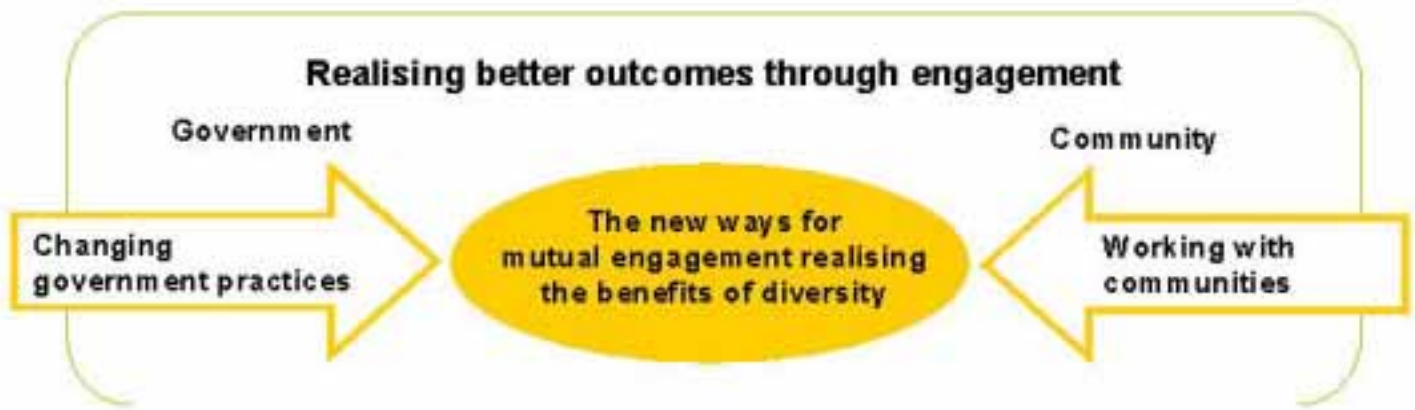 Realising better outcomes through engagement
Government
Community
Changing
government practices
The new ways for
mutual engagement realising
the benefits of diversity
Working with
communities